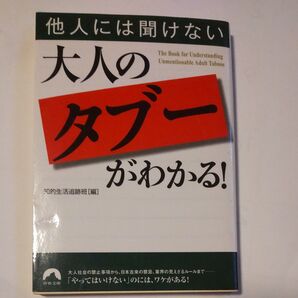 他人には聞けない
大人の
The Book for Understanding
Unmentionable Adult Taboos
タブー
がわかる!
知的生活追跡班[編]
大人社会の禁止事項から、日本古来の禁忌、業界の見えざるルールまで――
「やってはいけない」のには、ワケがある!
青春文庫